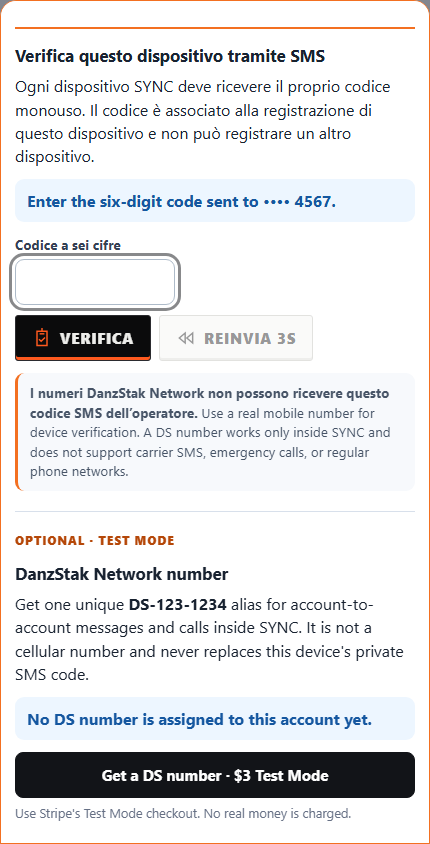 Verifica questo dispositivo tramite SMS
Ogni dispositivo SYNC deve ricevere il proprio codice
monouso. Il codice è associato alla registrazione di
questo dispositivo e non può registrare un altro
dispositivo.
Enter the six-digit code sent to •••• 4567.
Codice a sei cifre
VERIFICA
REINVIA 3S
I numeri DanzStak Network non possono ricevere questo
codice SMS dell’operatore. Use a real mobile number for
device verification. A DS number works only inside SYNC and
does not support carrier SMS, emergency calls, or regular
phone networks.
OPTIONAL · TEST MODE
DanzStak Network number
Get one unique DS-123-1234 alias for account-to-
account messages and calls inside SYNC. It is not a
cellular number and never replaces this device's private
SMS code.
No DS number is assigned to this account yet.
Get a DS number · $3 Test Mode
Use Stripe's Test Mode checkout. No real money is charged.